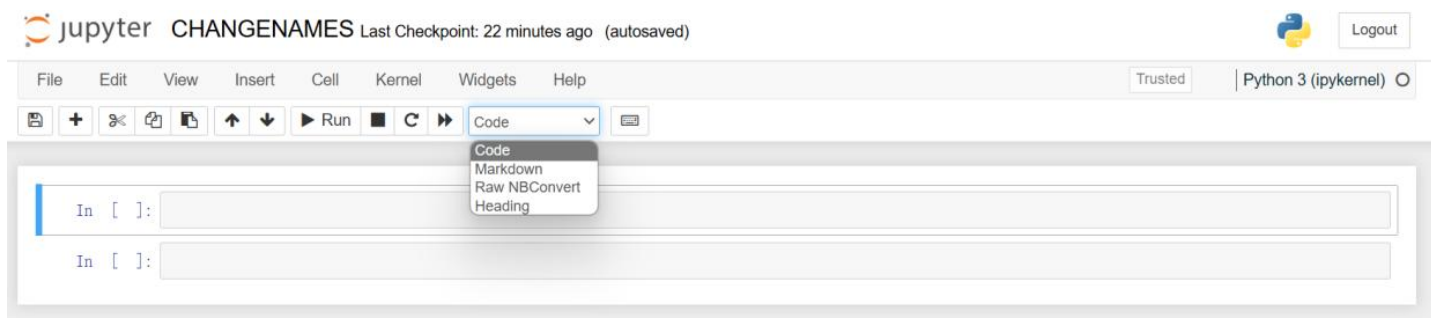 jupyter CHANGENAMES Last Checkpoint: 22 minutes ago (autosaved) Logout
File Edit View Insert Cell Kernel Widgets Help Trusted Python 3 (ipykernel)
Run Code
Code
Markdown
Raw NBConvert
Heading
In [ ]:
In [ ]: